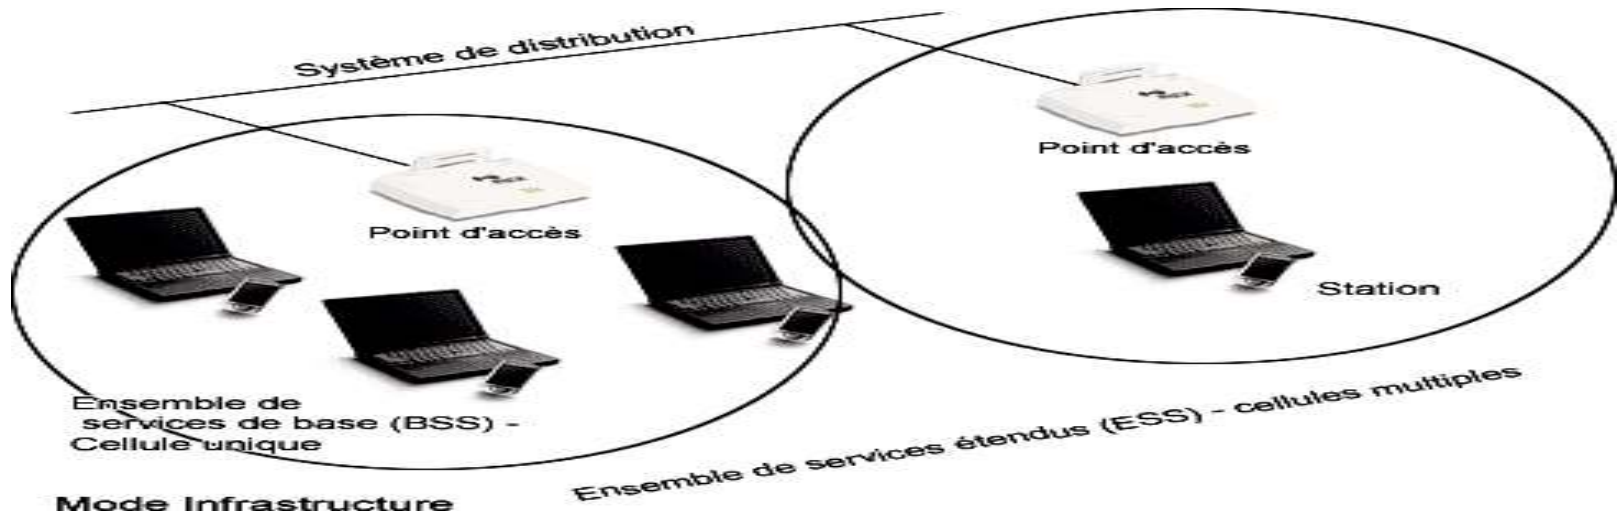 Système de distribution
Point d'accès
Point d'accès
Station
Ensemble de
services de base (BSS) -
Cellule unique
Ensemble de services étendus (ESS) - cellules multiples
Mode Infrastructure